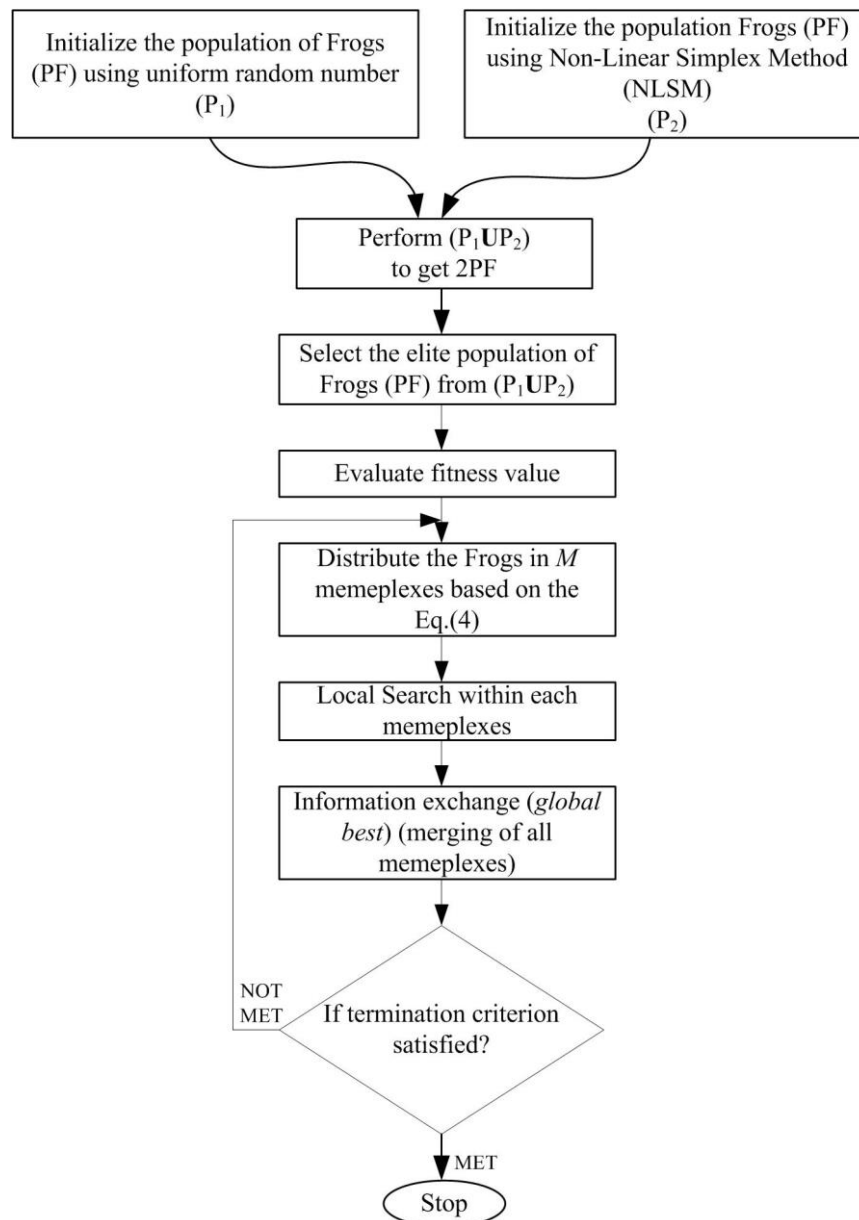 Initialize the population of Frogs
(PF) using uniform random number
(P₁)
Initialize the population Frogs (PF)
using Non-Linear Simplex Method
(NLSM)
(P₂)
Perform (P₁UP₂)
to get 2PF
Select the elite population of
Frogs (PF) from (P₁UP₂)
Evaluate fitness value
Distribute the Frogs in M
memeplexes based on the
Eq.(4)
Local Search within each
memeplexes
Information exchange (global
best) (merging of all
memeplexes)
NOT
MET
If termination criterion
satisfied?
MET
Stop